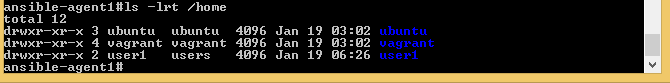 ansible-agent1#ls -lrt /home
total 12
drwxr-xr-x 3 ubuntu  ubuntu  4096 Jan 19 03:02 ubuntu
drwxr-xr-x 4 vagrant vagrant 4096 Jan 19 03:02 vagrant
drwxr-xr-x 2 user1   users   4096 Jan 19 06:26 user1
ansible-agent1#